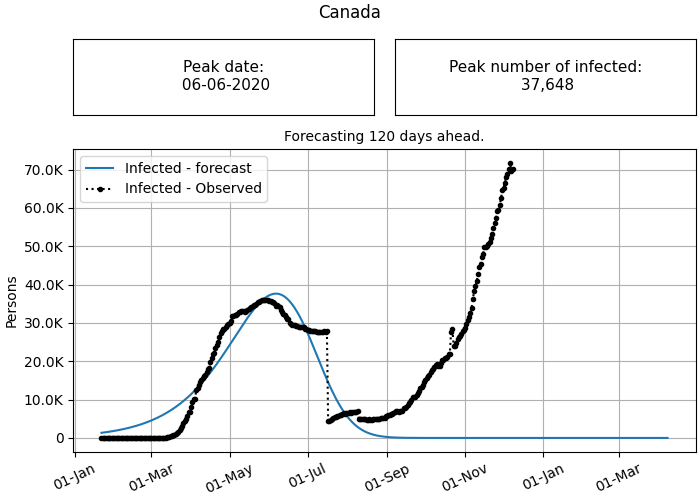 Canada
Peak date:
06-06-2020
Peak number of infected:
37,648
Forecasting 120 days ahead.
Infected - forecast
Infected - Observed
Persons
70.0K
60.0K
50.0K
40.0K
30.0K
20.0K
10.0K
0
01-Jan
01-Mar
01-May
01-Jul
01-Sep
01-Nov
01-Jan
01-Mar